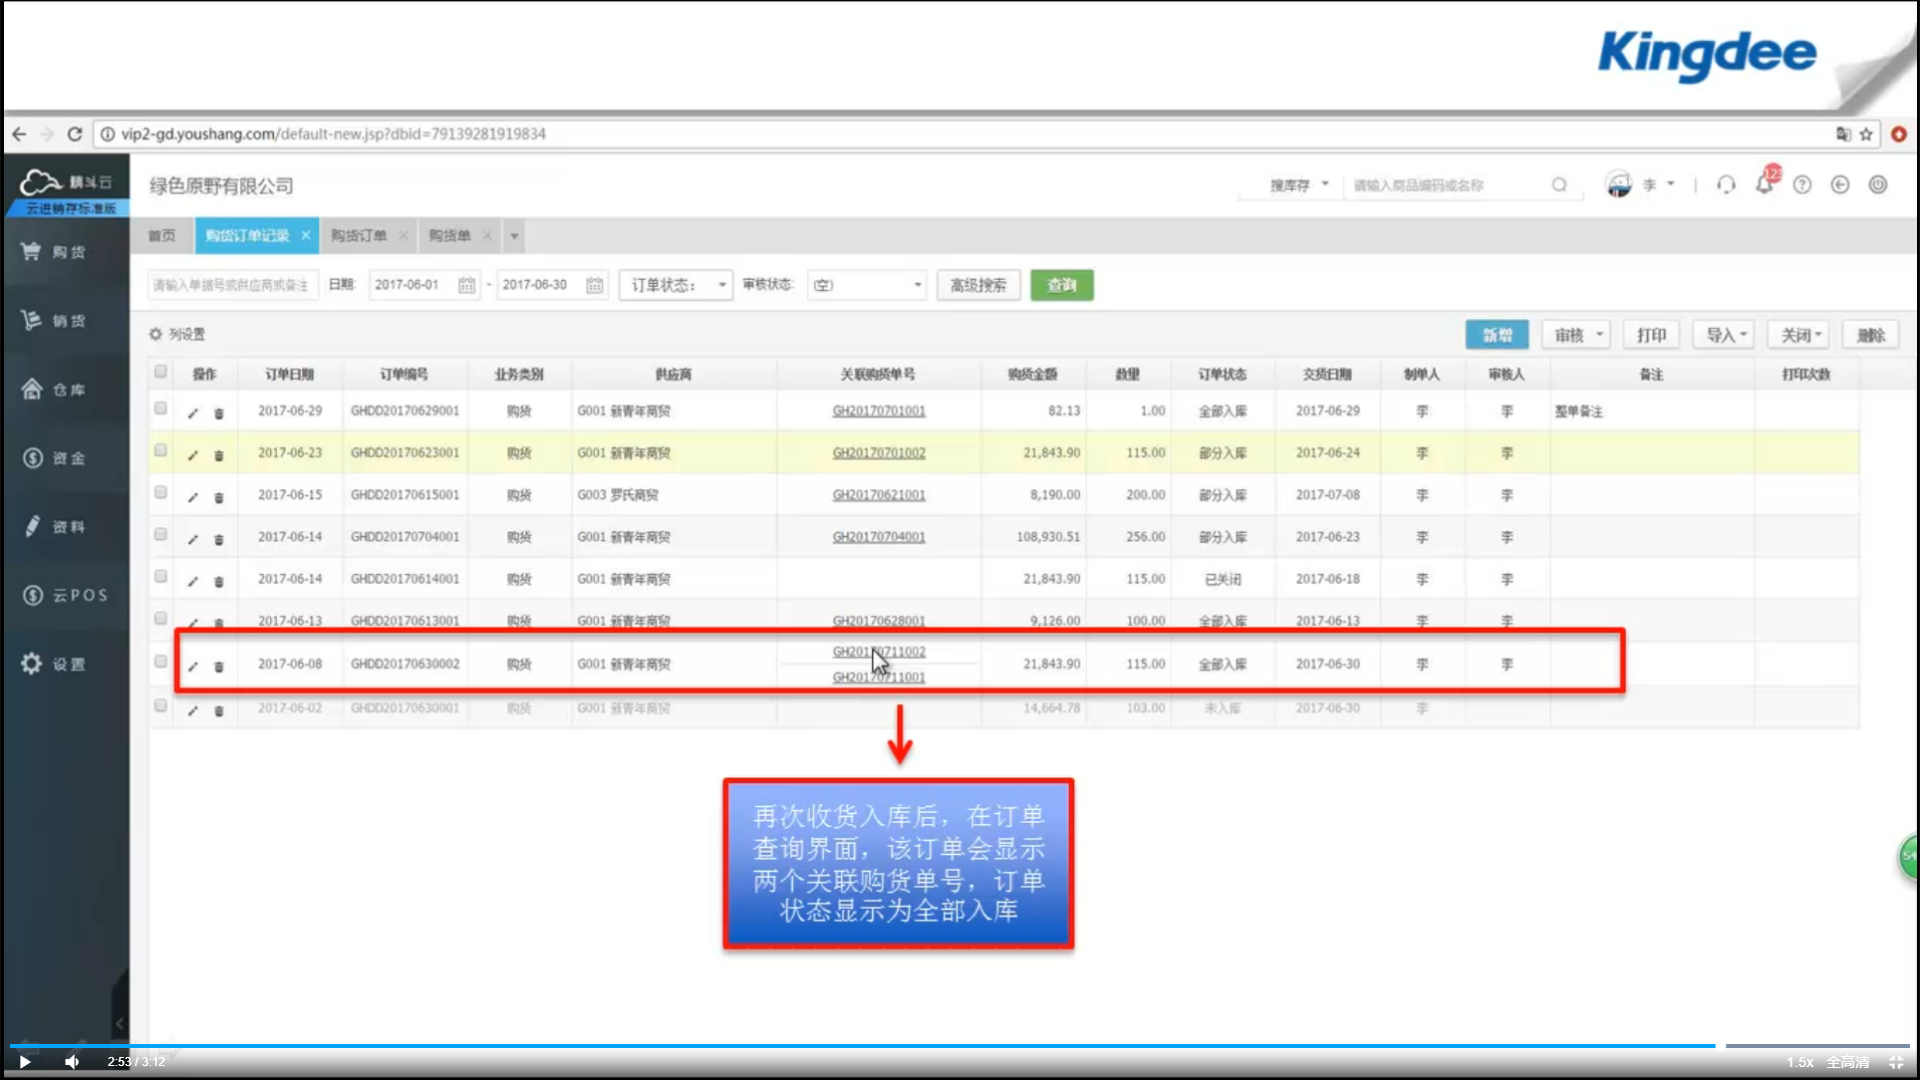 Kingdee
vip2-gd.youshang.com/default-new.jsp?dbid=79139281919834
精斗云
云进销存标准版
绿色原野有限公司
搜库存 请输入商品编码或名称 李
购货
销货
仓库
资金
资料
云POS
设置
首页 购货订单记录 购货订单 购货单
请输入单据号或供应商或备注 日期: 2017-06-01 - 2017-06-30 订单状态: 审核状态: (空) 高级搜索 查询
列设置 新增 审核 打印 导入 关闭 删除
操作 订单日期 订单编号 业务类别 供应商 关联购货单号 购货金额 数量 订单状态 交货日期 制单人 审核人 备注 打印次数
2017-06-29 GHDD20170629001 购货 G001 新青年商贸 GH20170701001 82.13 1.00 全部入库 2017-06-29 李 李 整单备注
2017-06-23 GHDD20170623001 购货 G001 新青年商贸 GH20170701002 21,843.90 115.00 部分入库 2017-06-24 李 李
2017-06-15 GHDD20170615001 购货 G003 罗氏商贸 GH20170621001 8,190.00 200.00 部分入库 2017-07-08 李 李
2017-06-14 GHDD20170704001 购货 G001 新青年商贸 GH20170704001 108,930.51 256.00 部分入库 2017-06-23 李 李
2017-06-14 GHDD20170614001 购货 G001 新青年商贸 21,843.90 115.00 已关闭 2017-06-18 李 李
2017-06-13 GHDD20170613001 购货 G001 新青年商贸 GH20170628001 9,126.00 100.00 全部入库 2017-06-13 李 李
GH20170711002
2017-06-08 GHDD20170630002 购货 G001 新青年商贸 21,843.90 115.00 全部入库 2017-06-30 李 李
GH20170711001
2017-06-02 GHDD20170630001 购货 G001 新青年商贸 14,664.78 103.00 未入库 2017-06-30 李
再次收货入库后，在订单
查询界面，该订单会显示
两个关联购货单号，订单
状态显示为全部入库
2:53 / 3:12 1.5x 全高清